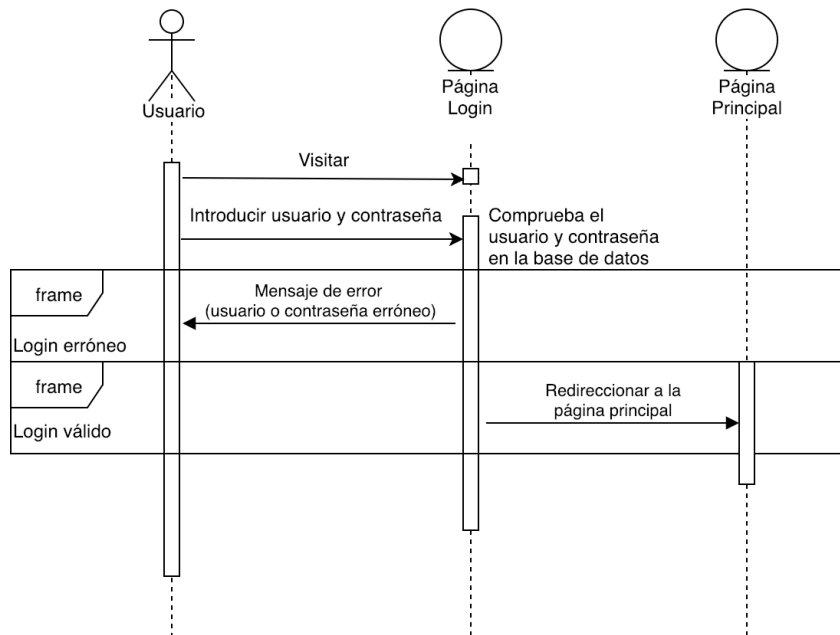 Usuario
Página
Login
Página
Principal
Visitar
Introducir usuario y contraseña
Comprueba el
usuario y contraseña
en la base de datos
frame
Mensaje de error
(usuario o contraseña erróneo)
Login erróneo
frame
Redireccionar a la
página principal
Login válido